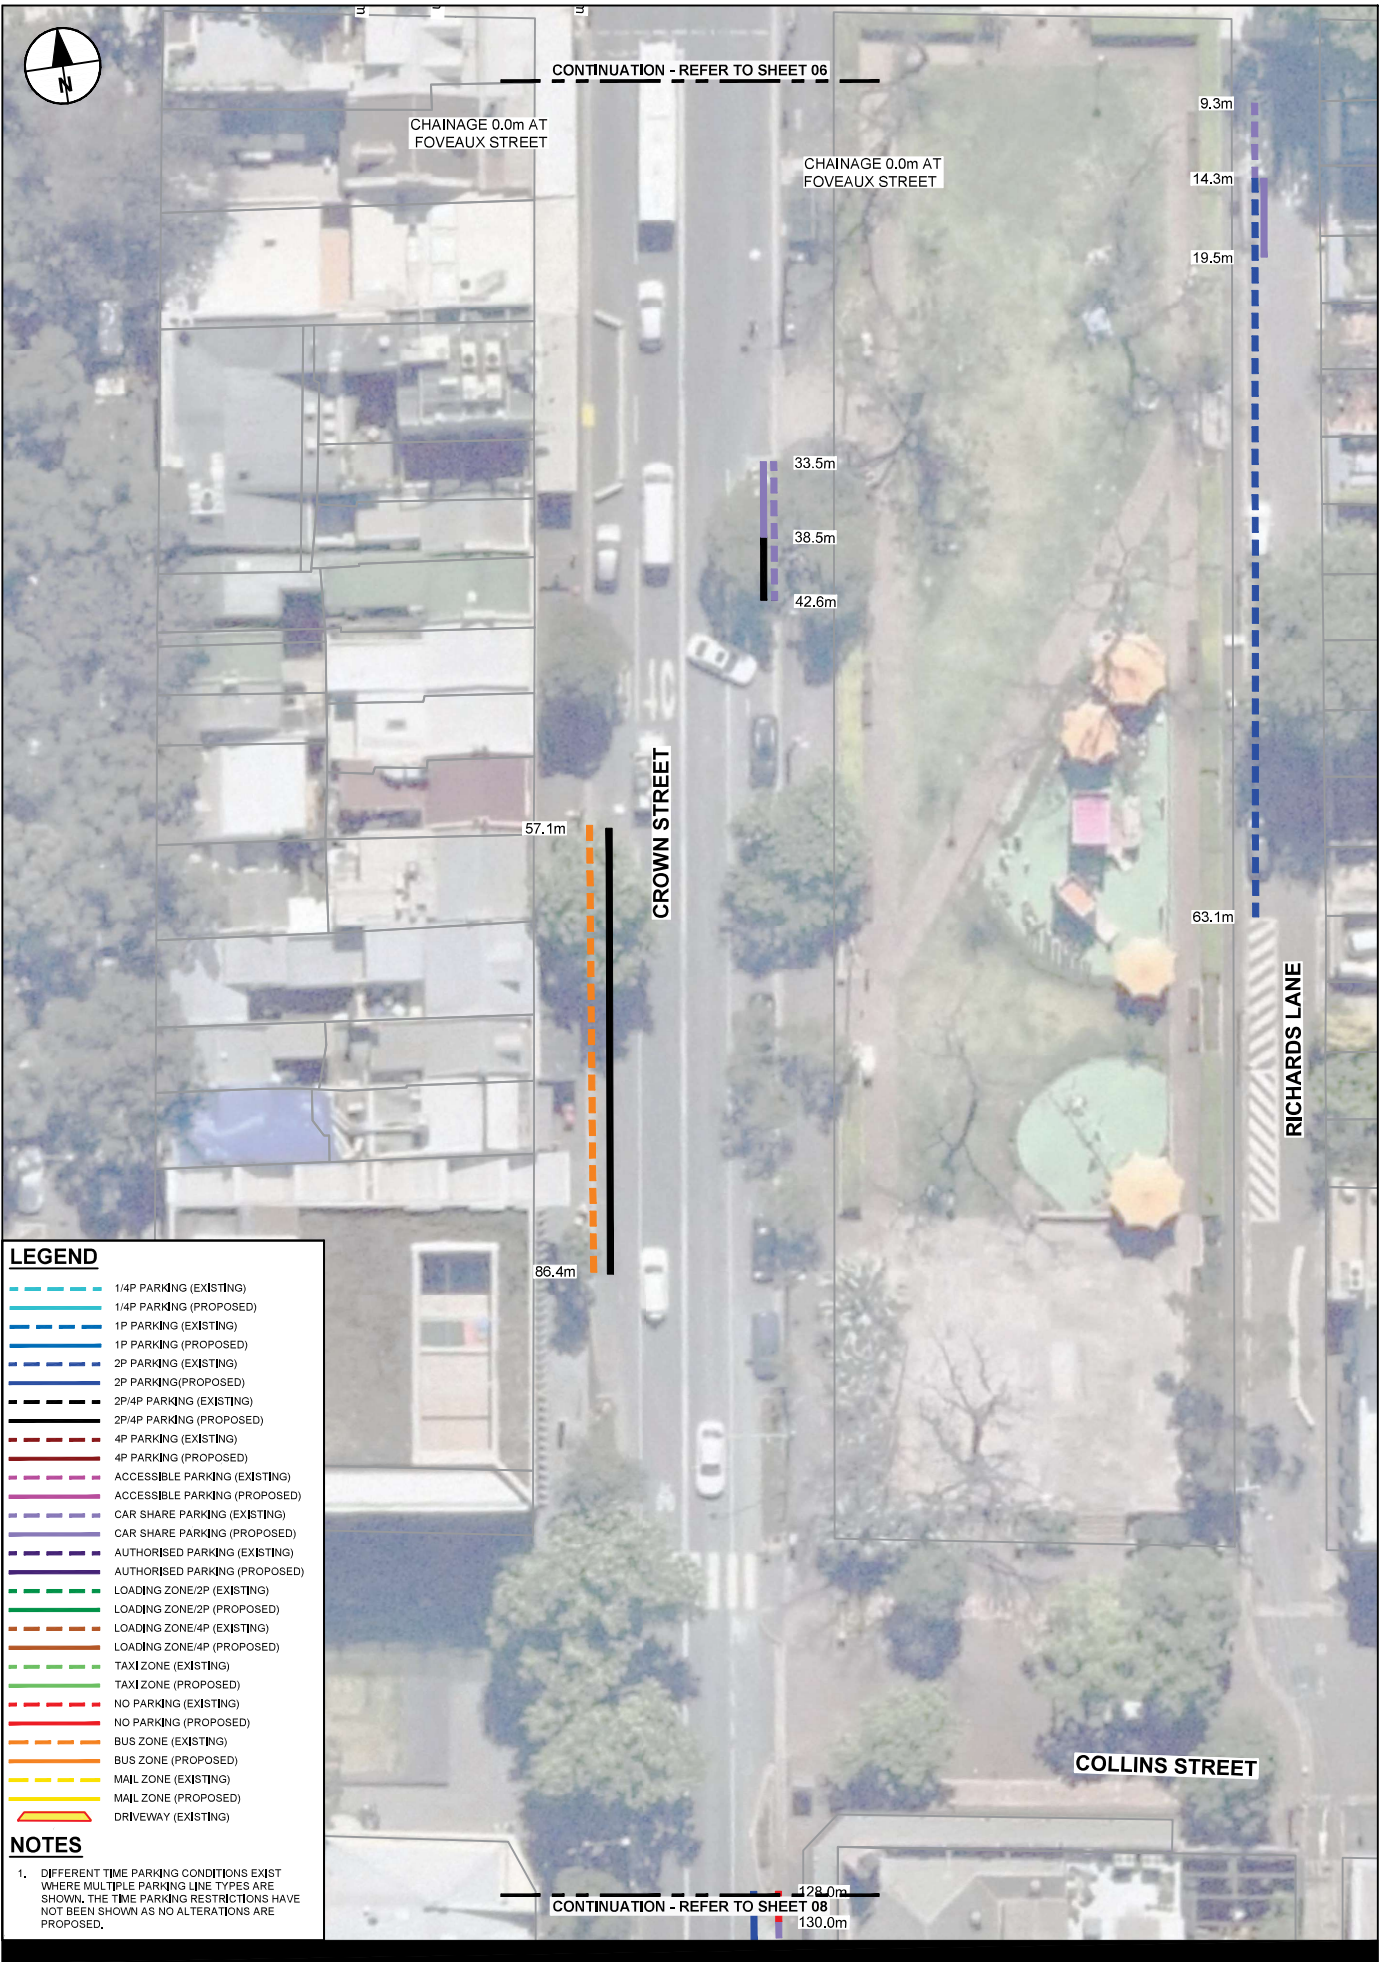 N
CONTINUATION - REFER TO SHEET 06
CHAINAGE 0.0m AT
FOVEAUX STREET
CHAINAGE 0.0m AT
FOVEAUX STREET
9.3m
14.3m
19.5m
33.5m
38.5m
42.6m
CROWN STREET
57.1m
63.1m
RICHARDS LANE
86.4m
LEGEND
1/4P PARKING (EXISTING)
1/4P PARKING (PROPOSED)
1P PARKING (EXISTING)
1P PARKING (PROPOSED)
2P PARKING (EXISTING)
2P PARKING(PROPOSED)
2P/4P PARKING (EXISTING)
2P/4P PARKING (PROPOSED)
4P PARKING (EXISTING)
4P PARKING (PROPOSED)
ACCESSIBLE PARKING (EXISTING)
ACCESSIBLE PARKING (PROPOSED)
CAR SHARE PARKING (EXISTING)
CAR SHARE PARKING (PROPOSED)
AUTHORISED PARKING (EXISTING)
AUTHORISED PARKING (PROPOSED)
LOADING ZONE/2P (EXISTING)
LOADING ZONE/2P (PROPOSED)
LOADING ZONE/4P (EXISTING)
LOADING ZONE/4P (PROPOSED)
TAXI ZONE (EXISTING)
TAXI ZONE (PROPOSED)
NO PARKING (EXISTING)
NO PARKING (PROPOSED)
BUS ZONE (EXISTING)
BUS ZONE (PROPOSED)
MAIL ZONE (EXISTING)
MAIL ZONE (PROPOSED)
DRIVEWAY (EXISTING)
COLLINS STREET
NOTES
1. DIFFERENT TIME PARKING CONDITIONS EXIST
WHERE MULTIPLE PARKING LINE TYPES ARE
SHOWN. THE TIME PARKING RESTRICTIONS HAVE
NOT BEEN SHOWN AS NO ALTERATIONS ARE
PROPOSED.
128.0m
CONTINUATION - REFER TO SHEET 08
130.0m